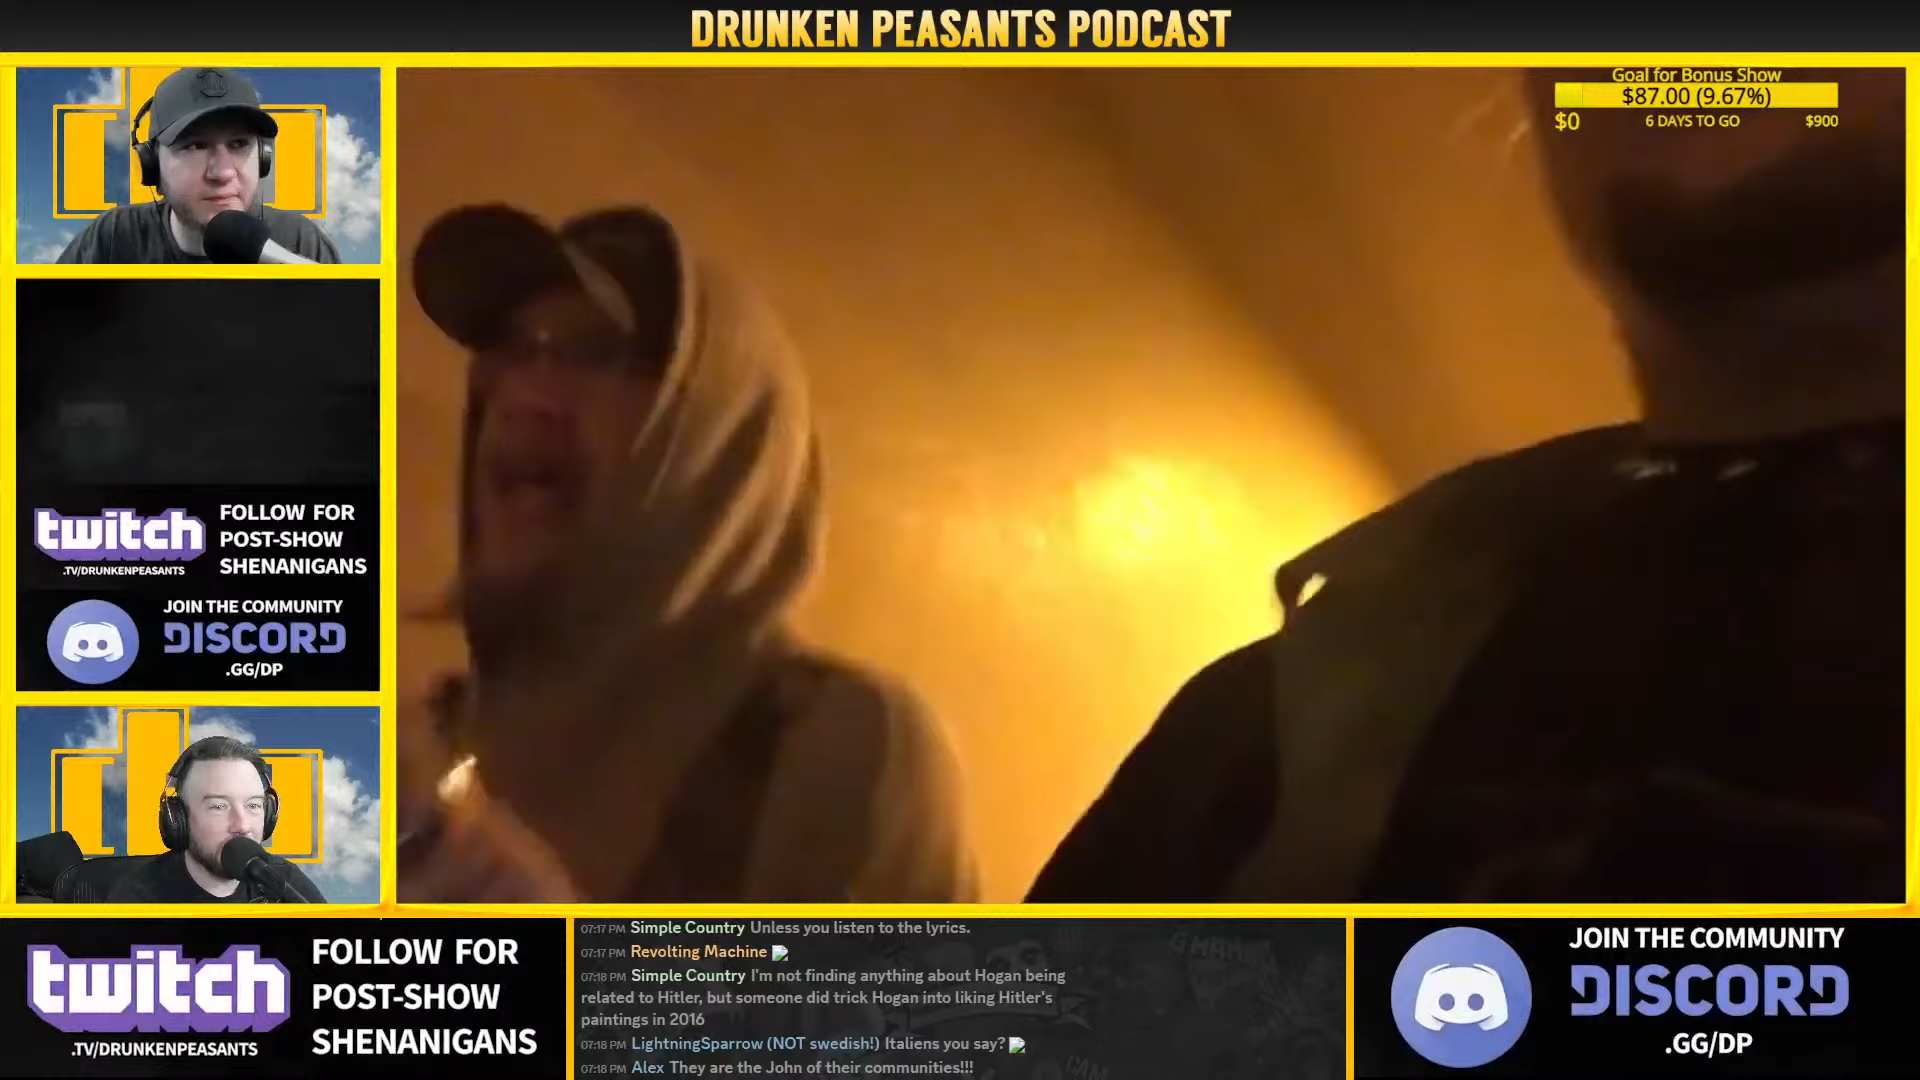 DRUNKEN PEASANTS PODCAST
Goal for Bonus Show
$87.00 (9.67%)
$0 6 DAYS TO GO $900
twitch
.TV/DRUNKENPEASANTS
FOLLOW FOR
POST-SHOW
SHENANIGANS
JOIN THE COMMUNITY
DISCORD
.GG/DP
twitch
.TV/DRUNKENPEASANTS
FOLLOW FOR
POST-SHOW
SHENANIGANS
07:17 PM Simple Country Unless you listen to the lyrics.
07:17 PM Revolting Machine
07:18 PM Simple Country I'm not finding anything about Hogan being
related to Hitler, but someone did trick Hogan into liking Hitler's
paintings in 2016
07:18 PM LightningSparrow (NOT swedish!) Italiens you say?
07:18 PM Alex They are the John of their communities!!!
JOIN THE COMMUNITY
DISCORD
.GG/DP